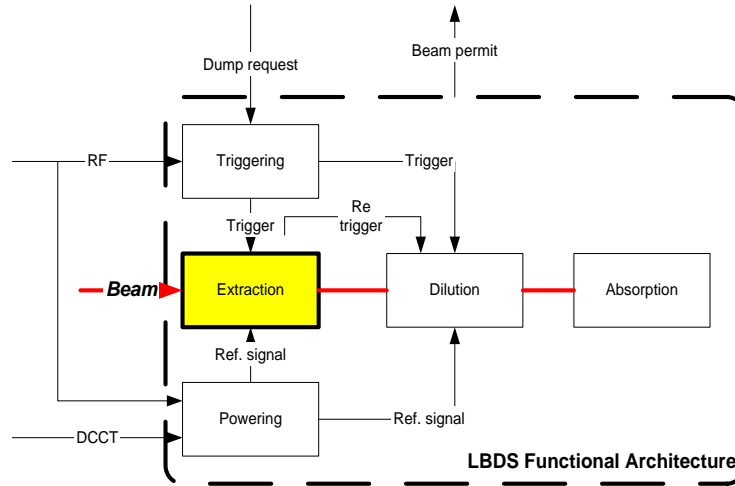 Dump request
Beam permit
RF
Triggering
Trigger
Trigger
Re
trigger
Beam
Extraction
Dilution
Absorption
Ref. signal
Powering
Ref. signal
DCCT
LBDS Functional Architecture